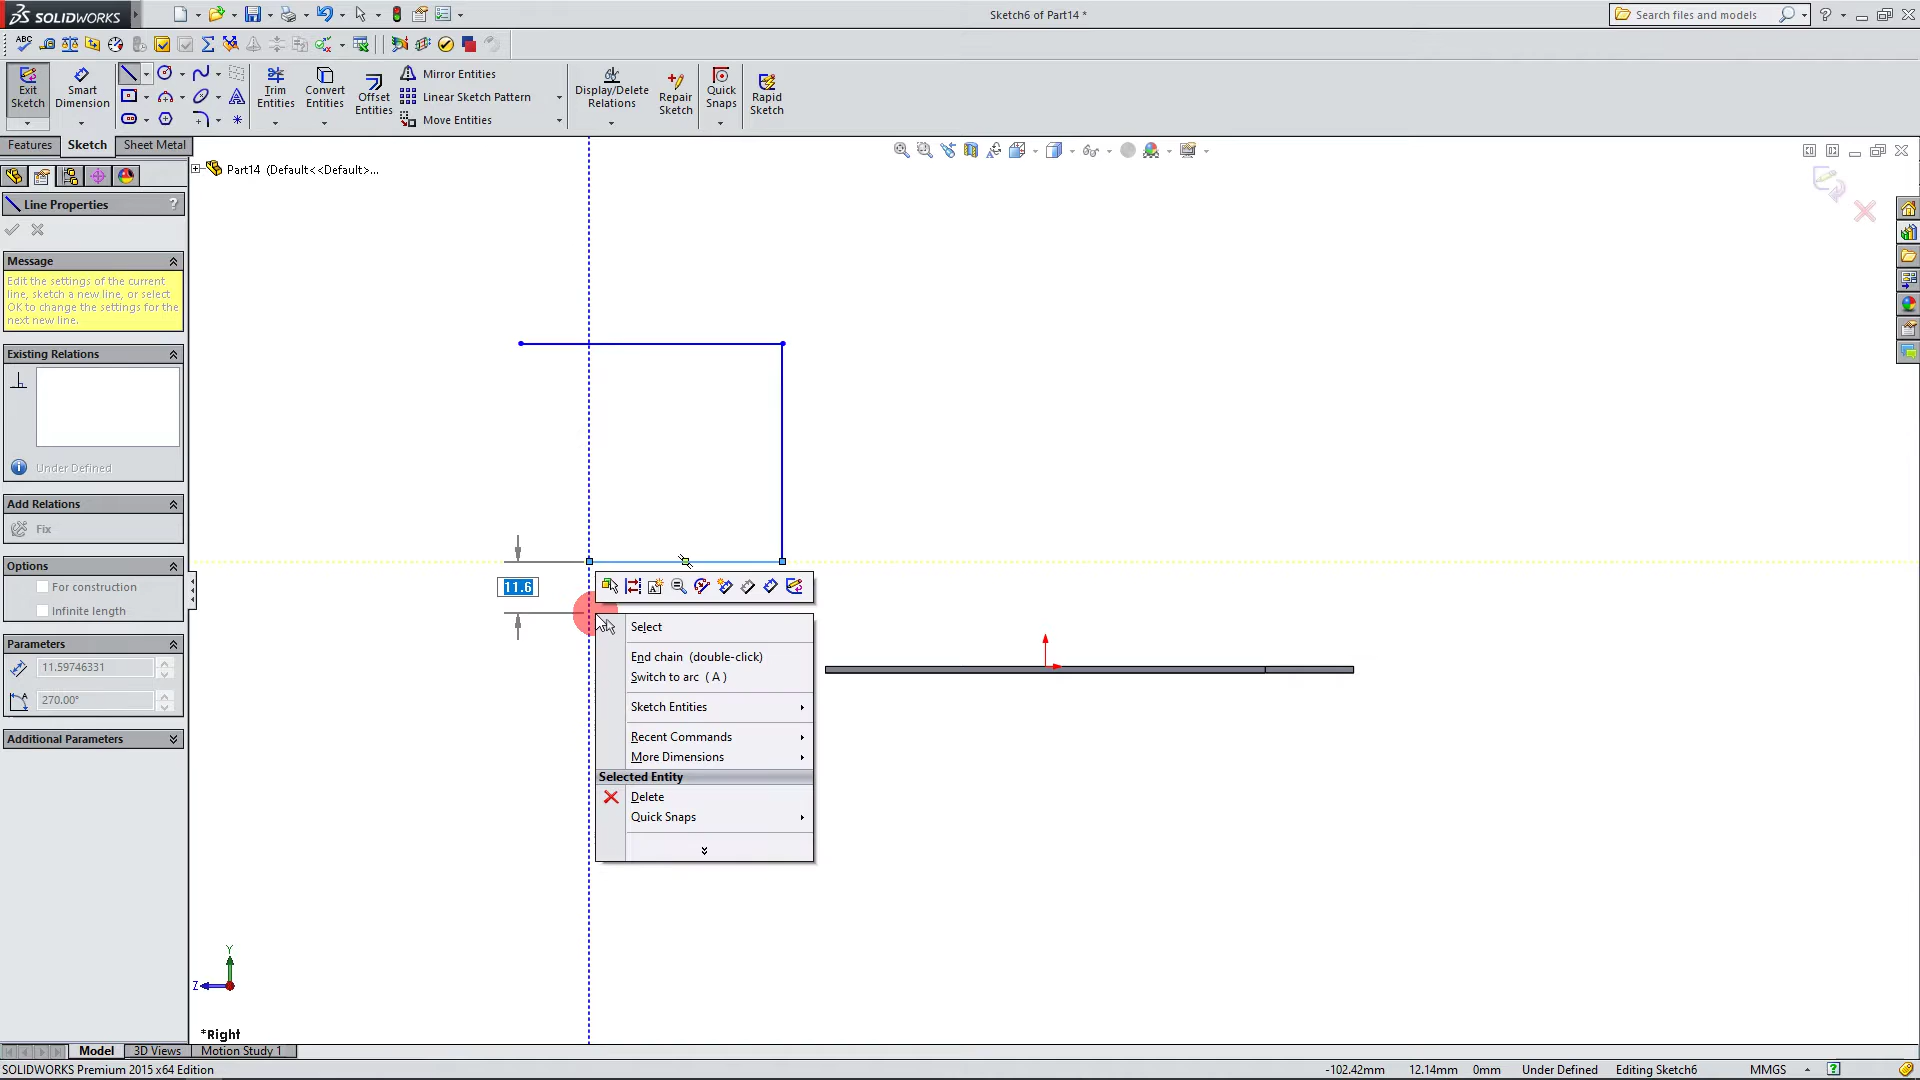 SOLIDWORKS
Sketch6 of Part14 *
Search files and models
ABC
Exit Sketch
Smart Dimension
Trim Entities
Convert Entities
Offset Entities
Mirror Entities
Linear Sketch Pattern
Move Entities
Display/Delete Relations
Repair Sketch
Quick Snaps
Rapid Sketch
Features
Sketch
Sheet Metal
Part14 (Default<<Default>...
Line Properties
?
Message
Edit the settings of the current
line, sketch a new line, or select
OK to change the settings for the
next new line.
Existing Relations
Under Defined
Add Relations
Fix
Options
For construction
Infinite length
Parameters
11.59746331
270.00°
Additional Parameters
11.6
Select
End chain (double-click)
Switch to arc ( A )
Sketch Entities
Recent Commands
More Dimensions
Selected Entity
Delete
Quick Snaps
Y
Z
*Right
Model
3D Views
Motion Study 1
SOLIDWORKS Premium 2015 x64 Edition
-102.42mm
12.14mm
0mm
Under Defined
Editing Sketch6
MMGS
?